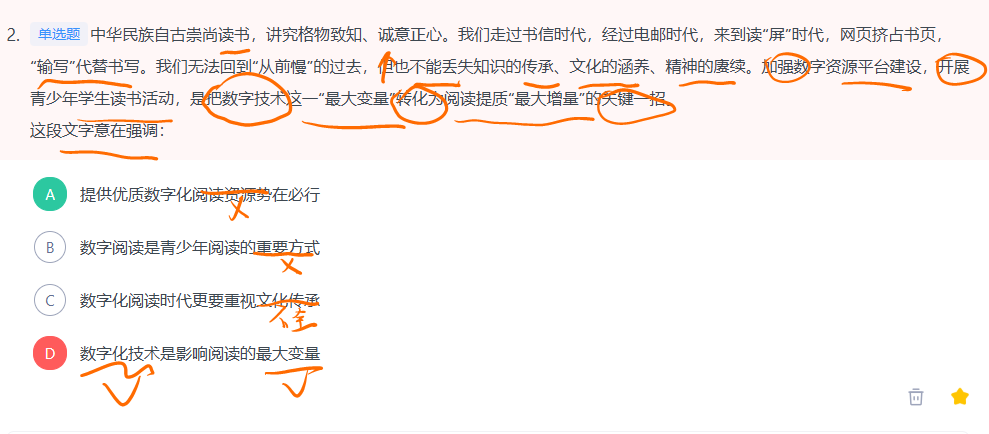 2. 单选题 中华民族自古崇尚读书，讲究格物致知、诚意正心。我们走过书信时代，经过电邮时代，来到读“屏”时代，网页挤占书页，
“输写”代替书写。我们无法回到“从前慢”的过去，但也不能丢失知识的传承、文化的涵养、精神的赓续。加强数字资源平台建设，开展
青少年学生读书活动，是把数字技术这一“最大变量”转化为阅读提质“最大增量”的关键一招。
这段文字意在强调：
A 提供优质数字化阅读资源势在必行
B 数字阅读是青少年阅读的重要方式
C 数字化阅读时代更要重视文化传承
D 数字化技术是影响阅读的最大变量